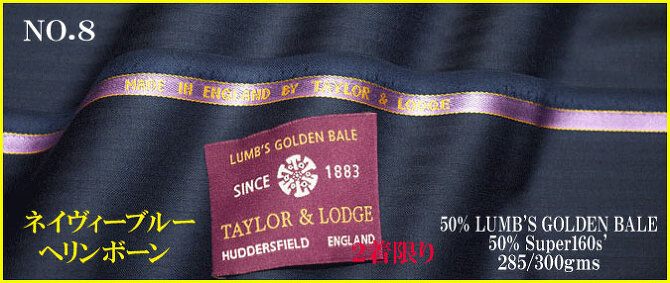 NO.8
MADE IN ENGLAND BY TAYLOR & LODGE
LUMB'S GOLDEN BALE
SINCE 1883
TAYLOR & LODGE
HUDDERSFIELD ENGLAND
ネイヴィーブルー
ヘリンボーン
2着限り
50% LUMB'S GOLDEN BALE
50% Super160s'
285/300gms